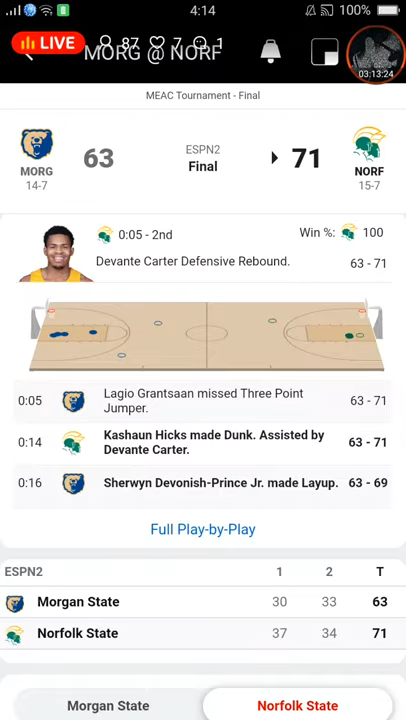 4:14
100%
LIVE
87
7
1
MORG @ NORF
03:13:24
MEAC Tournament - Final
MORG
14-7
63
ESPN2
Final
71
NORF
15-7
0:05 - 2nd
Win %:
100
Devante Carter Defensive Rebound.
63 - 71
0:05
Lagio Grantsaan missed Three Point
Jumper.
63 - 71
0:14
Kashaun Hicks made Dunk. Assisted by
Devante Carter.
63 - 71
0:16
Sherwyn Devonish-Prince Jr. made Layup.
63 - 69
Full Play-by-Play
ESPN2 1 2 T
Morgan State 30 33 63
Norfolk State 37 34 71
Morgan State
Norfolk State